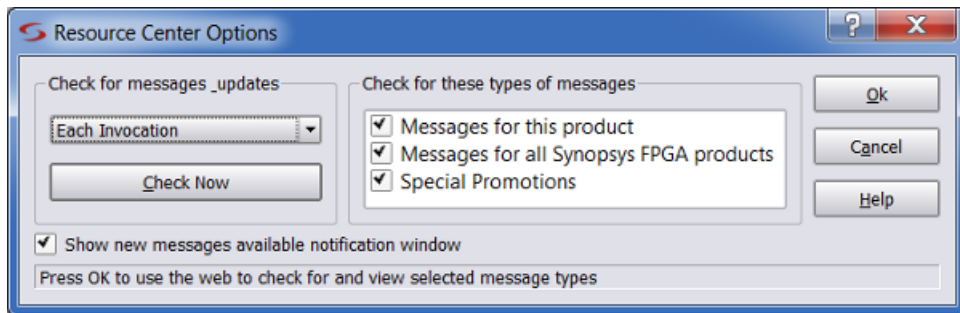 Resource Center Options
?
X
Check for messages _updates
Each Invocation
Check Now
Check for these types of messages
Messages for this product
Messages for all Synopsys FPGA products
Special Promotions
Ok
Cancel
Help
Show new messages available notification window
Press OK to use the web to check for and view selected message types